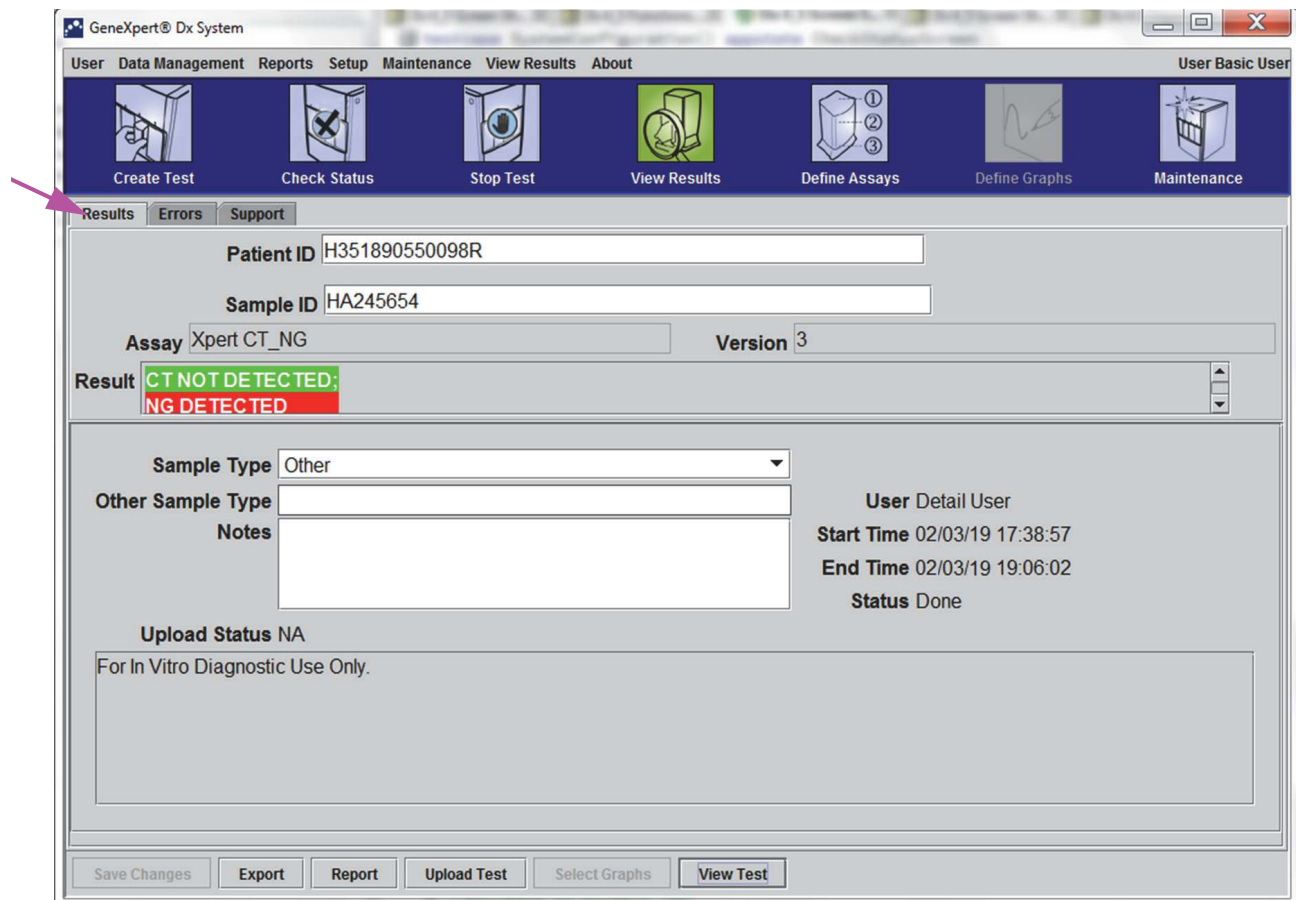 GeneXpert® Dx System
User Data Management Reports Setup Maintenance View Results About User Basic User
1
2
3
Create Test Check Status Stop Test View Results Define Assays Define Graphs Maintenance
Results Errors Support
Patient ID H351890550098R
Sample ID HA245654
Assay Xpert CT_NG Version 3
Result CT NOT DETECTED;
NG DETECTED
Sample Type Other
Other Sample Type User Detail User
Notes Start Time 02/03/19 17:38:57
End Time 02/03/19 19:06:02
Status Done
Upload Status NA
For In Vitro Diagnostic Use Only.
Save Changes Export Report Upload Test Select Graphs View Test